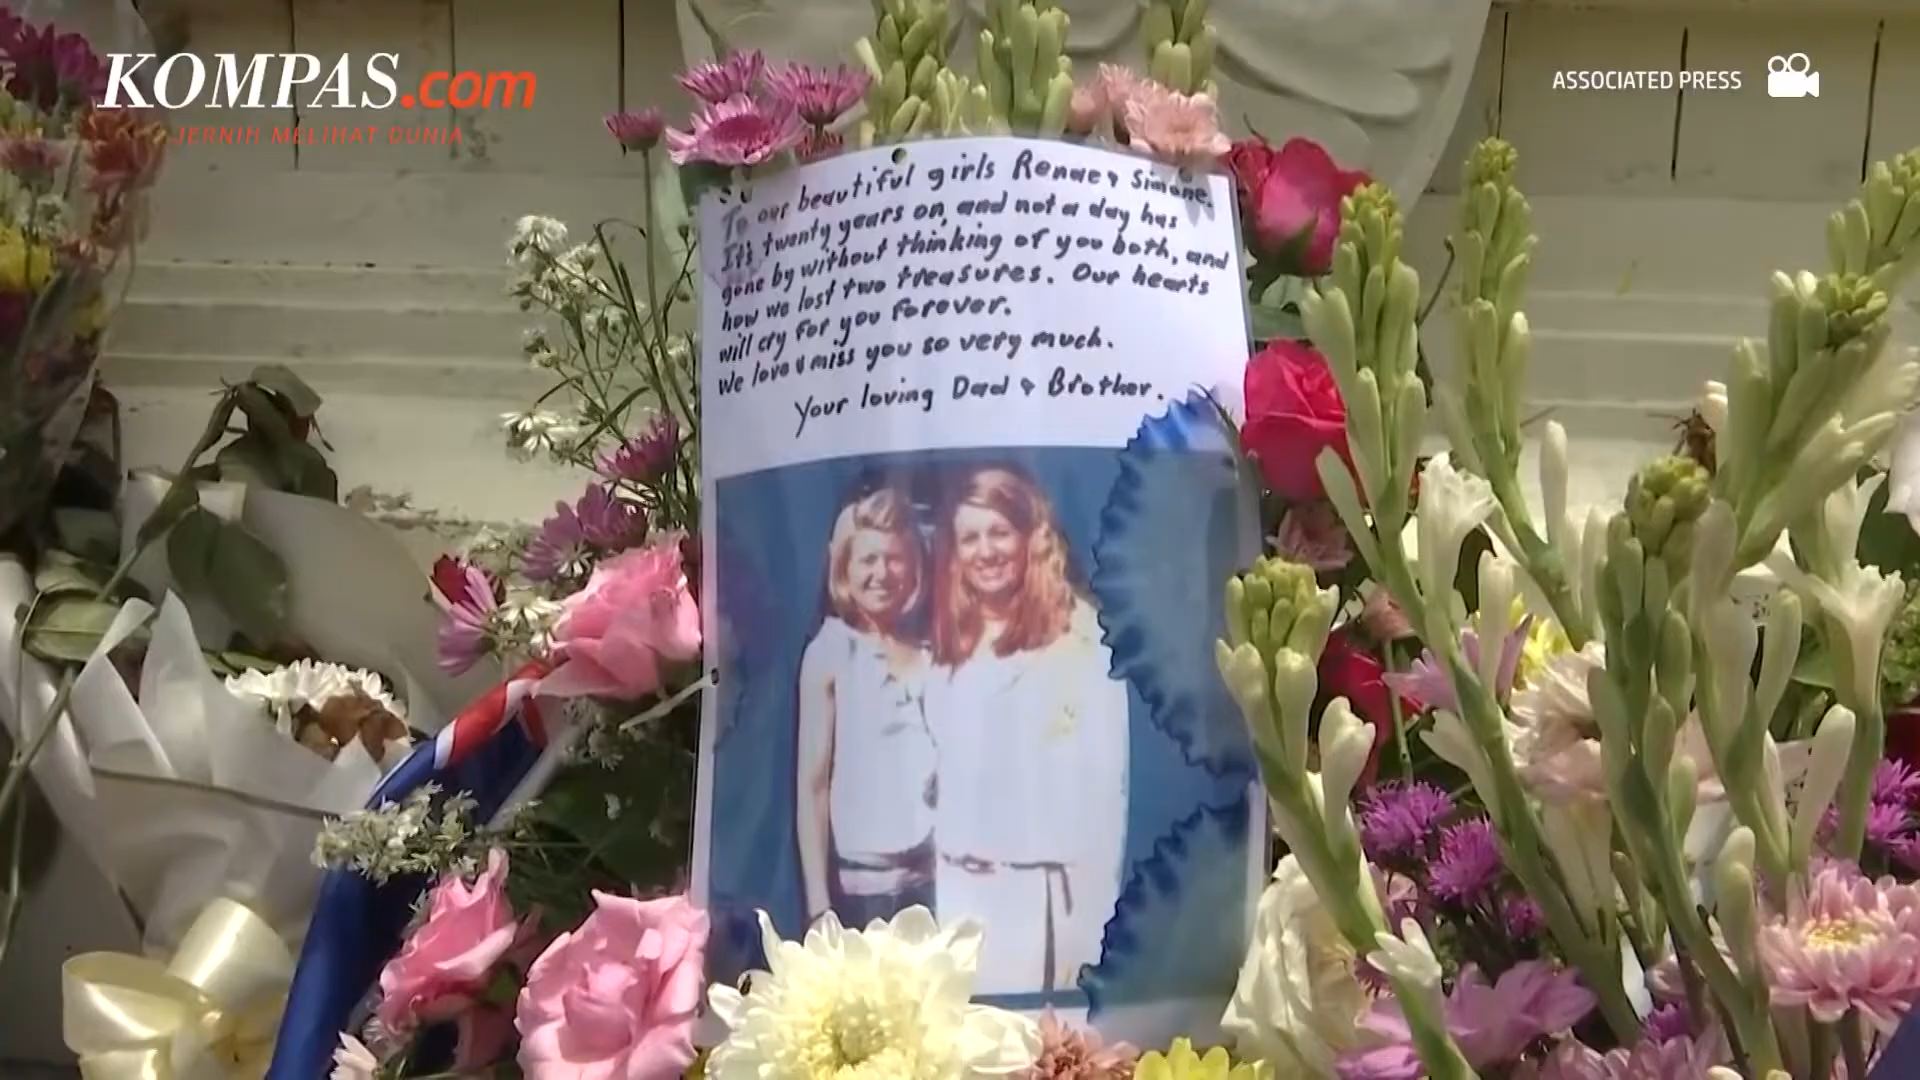 KOMPAS.com
JERNIH MELIHAT DUNIA
ASSOCIATED PRESS
To our beautiful girls Renae & Simone.
It's twenty years on, and not a day has
gone by without thinking of you both, and
how we lost two treasures. Our hearts
will cry for you forever.
We love & miss you so very much.
Your loving Dad & Brother.